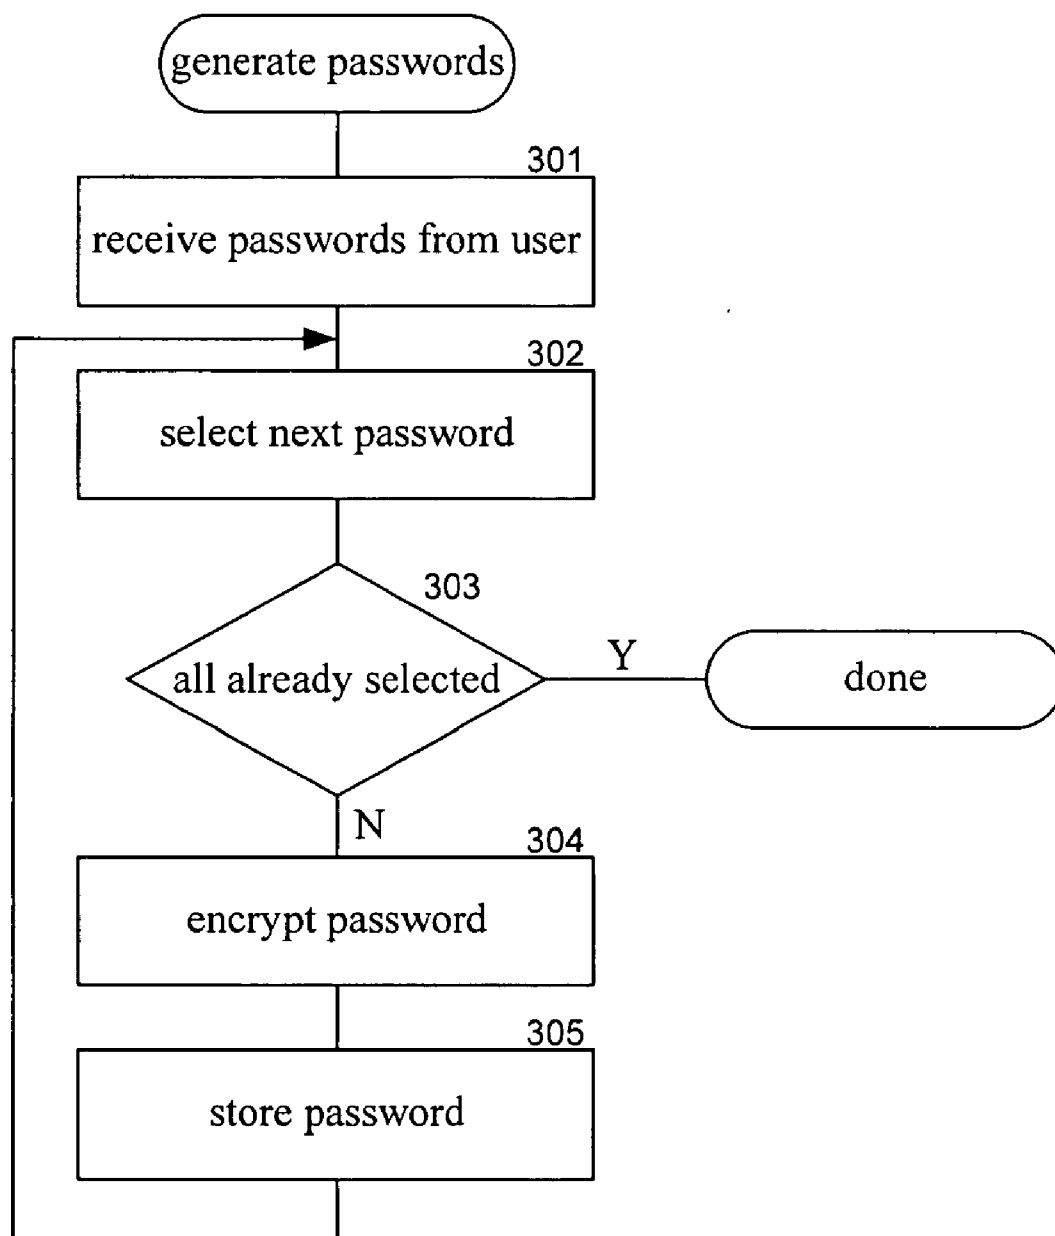 generate passwords
301
receive passwords from user
302
select next password
303
all already selected
Y
done
N
304
encrypt password
305
store password